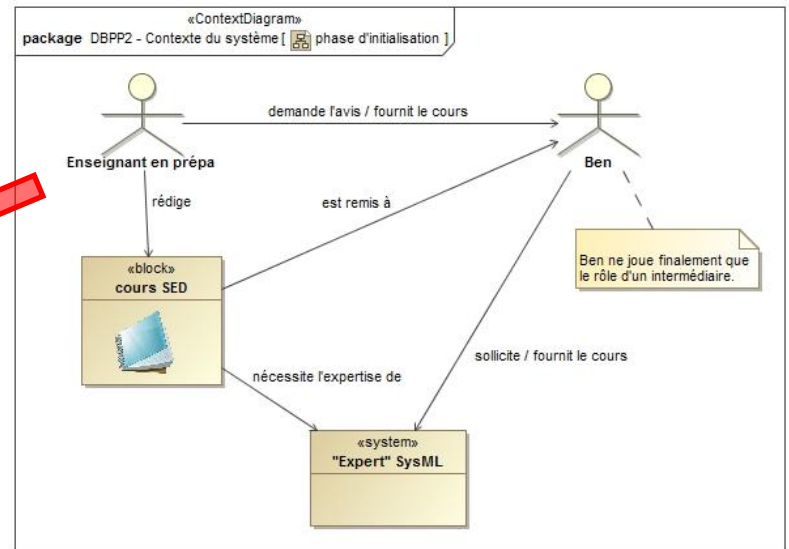 «ContextDiagram»
package DBPP2 - Contexte du système [ phase d'initialisation ]
demande l'avis / fournit le cours
Enseignant en prépa
Ben
rédige
est remis à
Ben ne joue finalement que
le rôle d'un intermédiaire.
«block»
cours SED
sollicite / fournit le cours
nécessite l'expertise de
«system»
"Expert" SysML